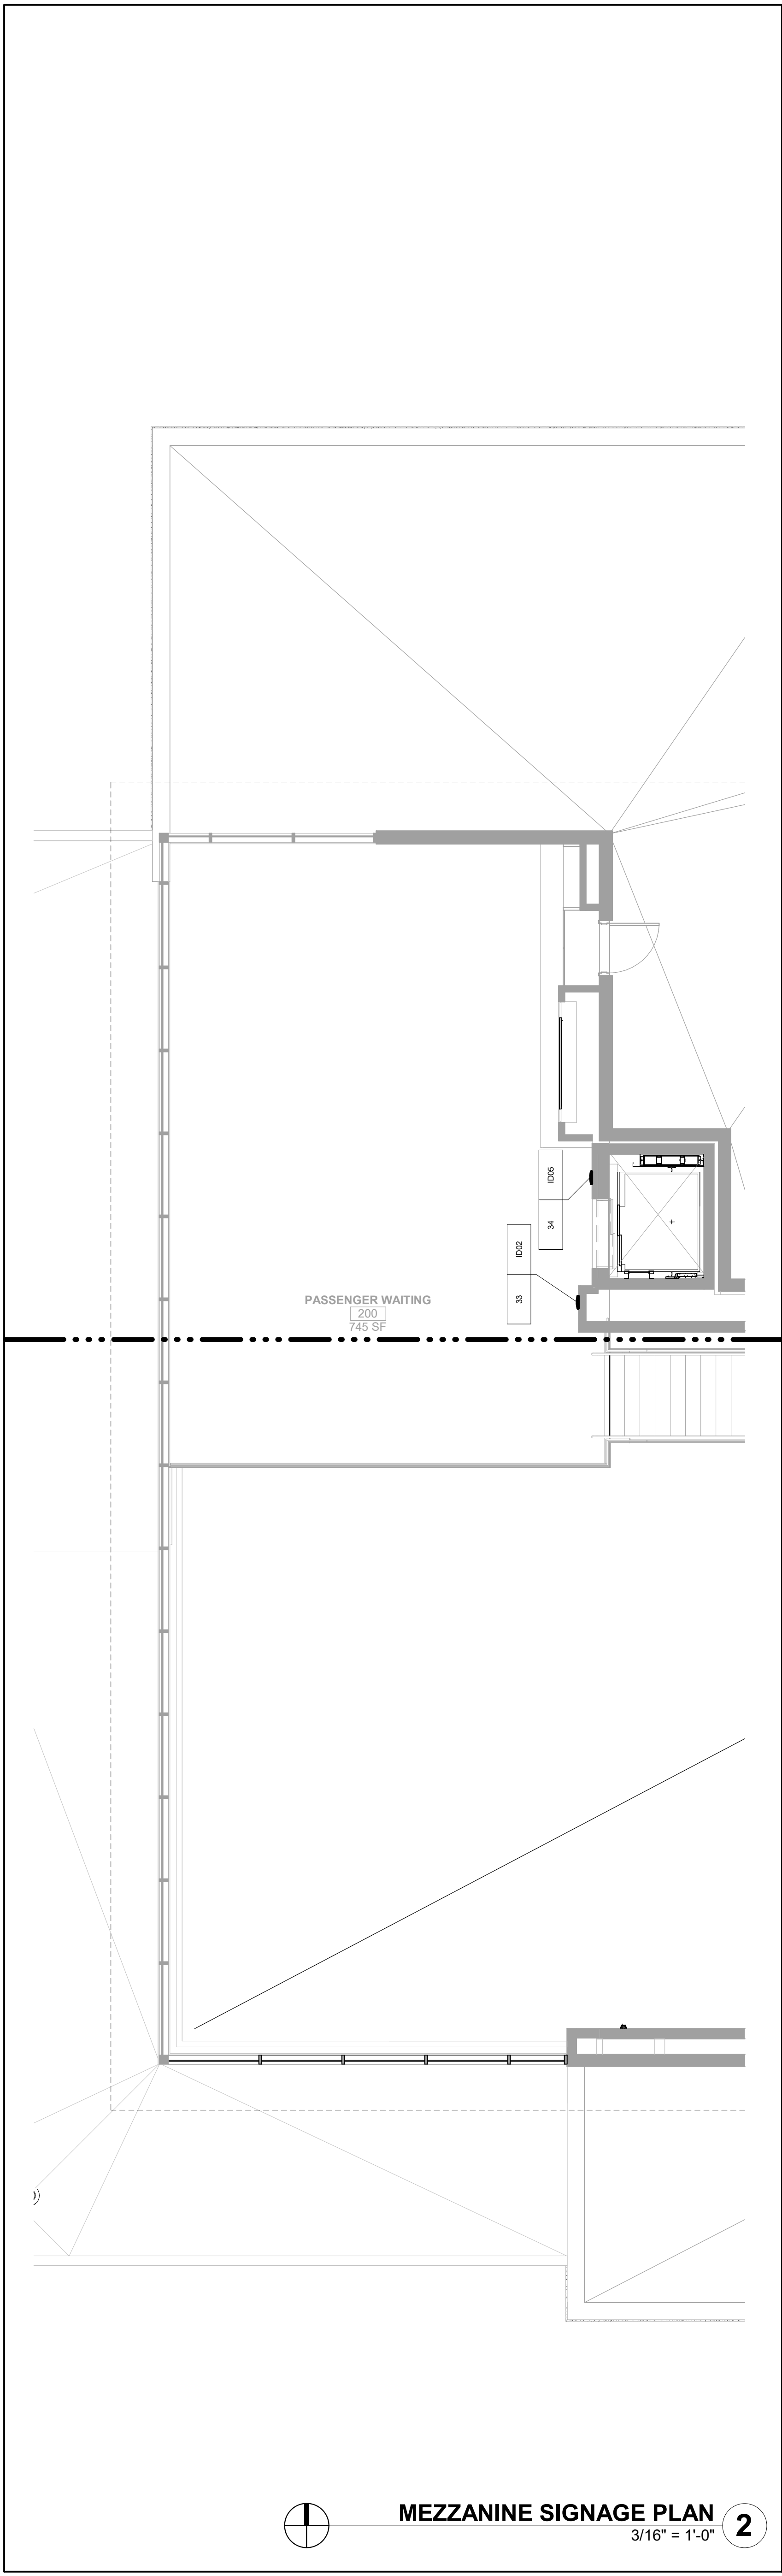 ID05
34
ID02
33
PASSENGER WAITING
200
745 SF
MEZZANINE SIGNAGE PLAN
3/16" = 1'-0"
2